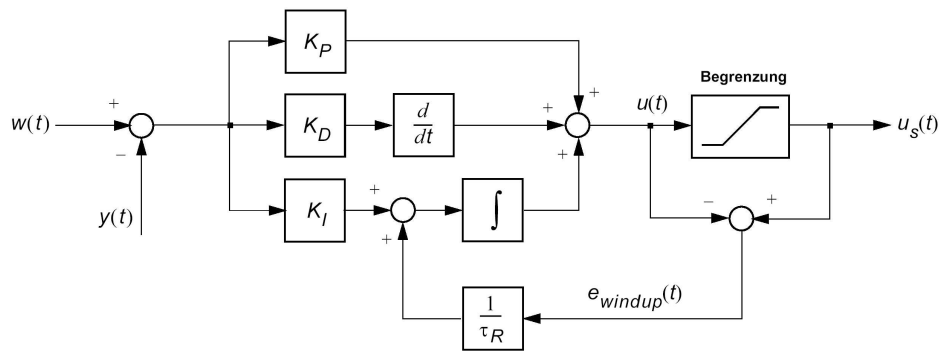 K_P
Begrenzung
+
+
u(t)
w(t)
+
K_D
d/dt
+
u_s(t)
−
+
−
+
y(t)
K_I
+
∫
+
e_windup(t)
1/τ_R